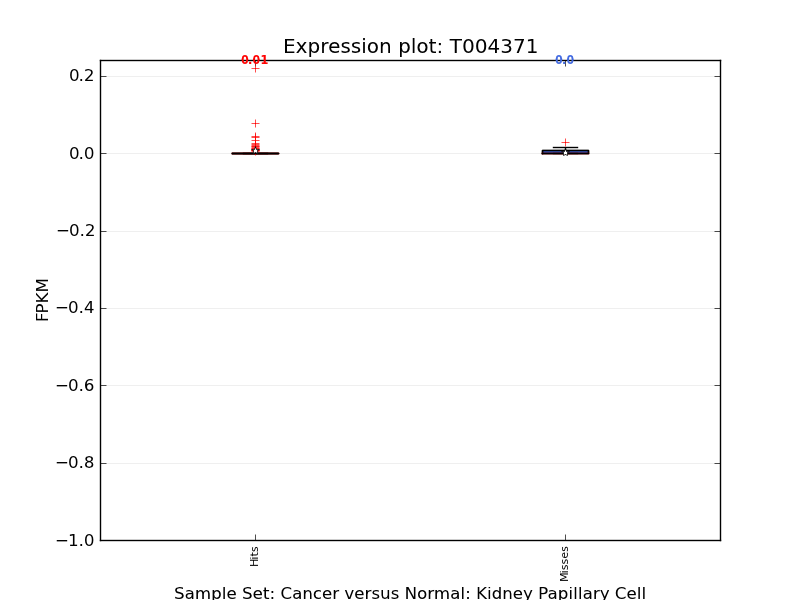 Expression plot: T004371
0.01
0.0
0.2
0.0
−0.2
−0.4
−0.6
−0.8
−1.0
FPKM
Hits
Misses
Sample Set: Cancer versus Normal: Kidney Papillary Cell